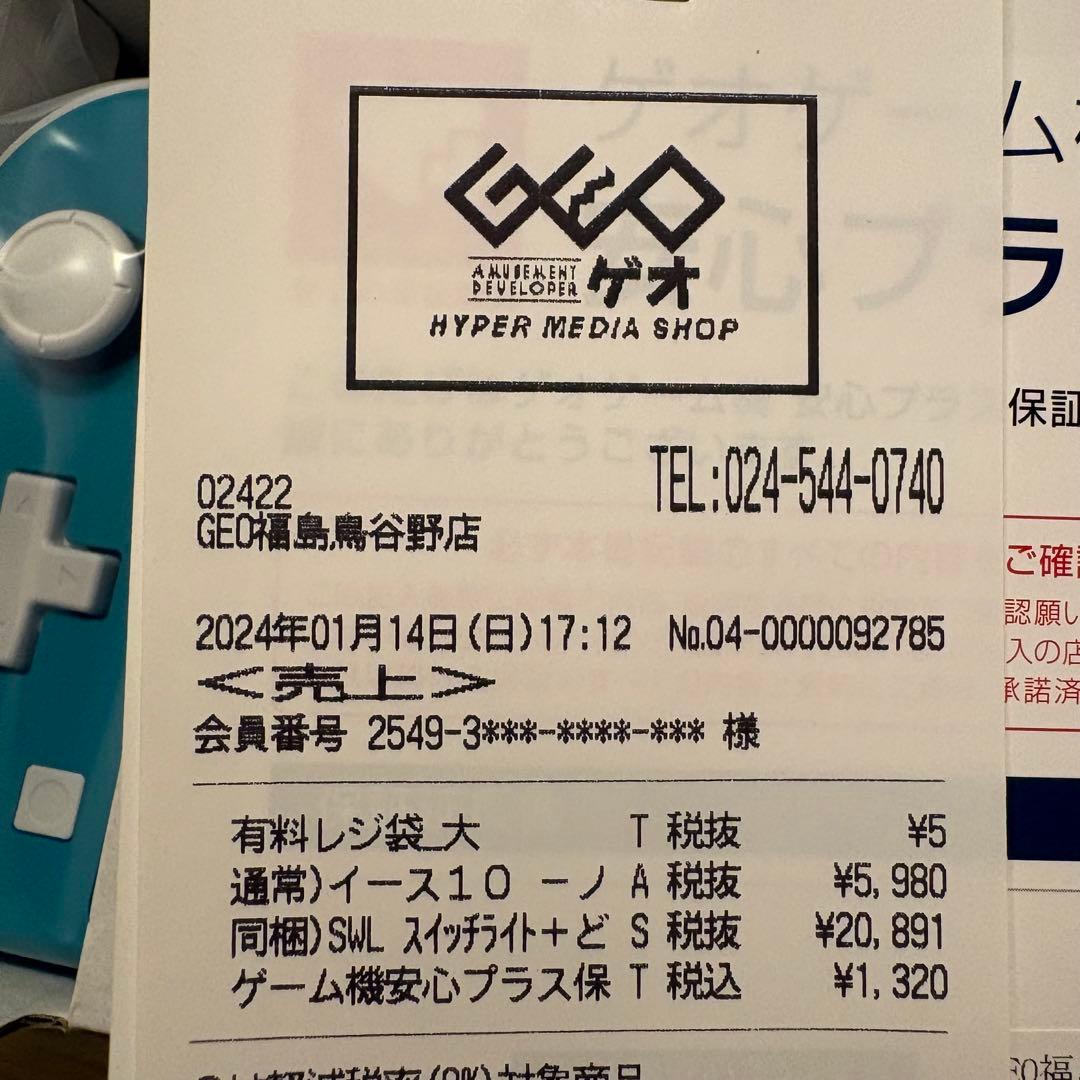 GEO
AMUSEMENT
DEVELOPER
ゲオ
HYPER MEDIA SHOP
TEL:024-544-0740
02422
GEO福島鳥谷野店
2024年01月14日(日)17:12 No.04-0000092785
<売上>
会員番号 2549-3***-****-*** 様
有料レジ袋_大 T 税抜 ¥5
通常)イース10 -ノ A 税抜 ¥5,980
同梱)SWL ｽｲｯﾁﾗｲﾄ+ど S 税抜 ¥20,891
ゲーム機安心プラス保 T 税込 ¥1,320
ラ
保証
ご確認
認願い
入の店
承諾済